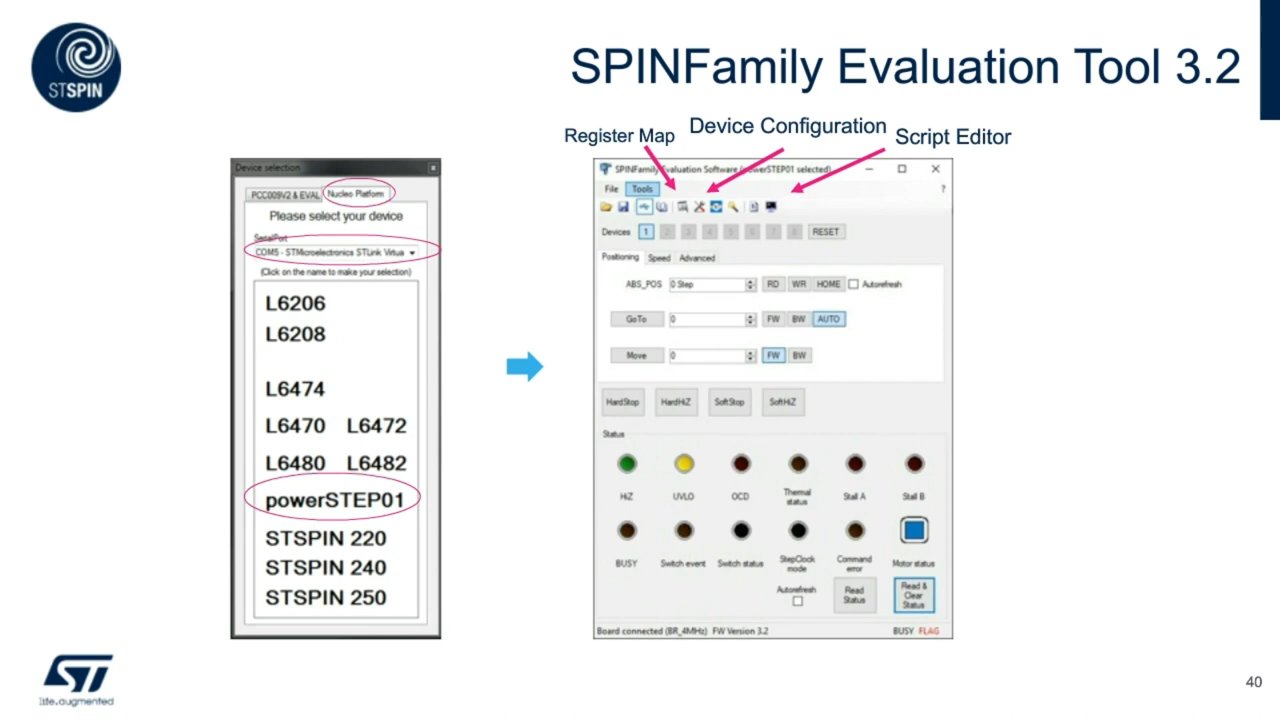 STSPIN
SPINFamily Evaluation Tool 3.2
Register Map
Device Configuration
Script Editor
Device selection
PCC009V2 & EVAL
Nucleo Platform
Please select your device
SerialPort
COM5 - STMicroelectronics STLink Virtua
(Click on the name to make your selection)
L6206
L6208
L6474
L6470 L6472
L6480 L6482
powerSTEP01
STSPIN 220
STSPIN 240
STSPIN 250
SPINFamily Evaluation Software (powerSTEP01 selected)
File Tools ?
Devices 1 2 3 4 5 6 7 8 RESET
Positioning Speed Advanced
ABS_POS 0 Step RD WR HOME Autorefresh
GoTo 0 FW BW AUTO
Move 0 FW BW
HardStop HardHiZ SoftStop SoftHiZ
Status
HiZ UVLO OCD Thermal status Stall A Stall B
BUSY Switch event Switch status StepClock mode Command error Motor status
Autorefresh Read Status Read & Clear Status
Board connected (BR_4MHz) FW Version 3.2 BUSY FLAG
ST
life.augmented
40